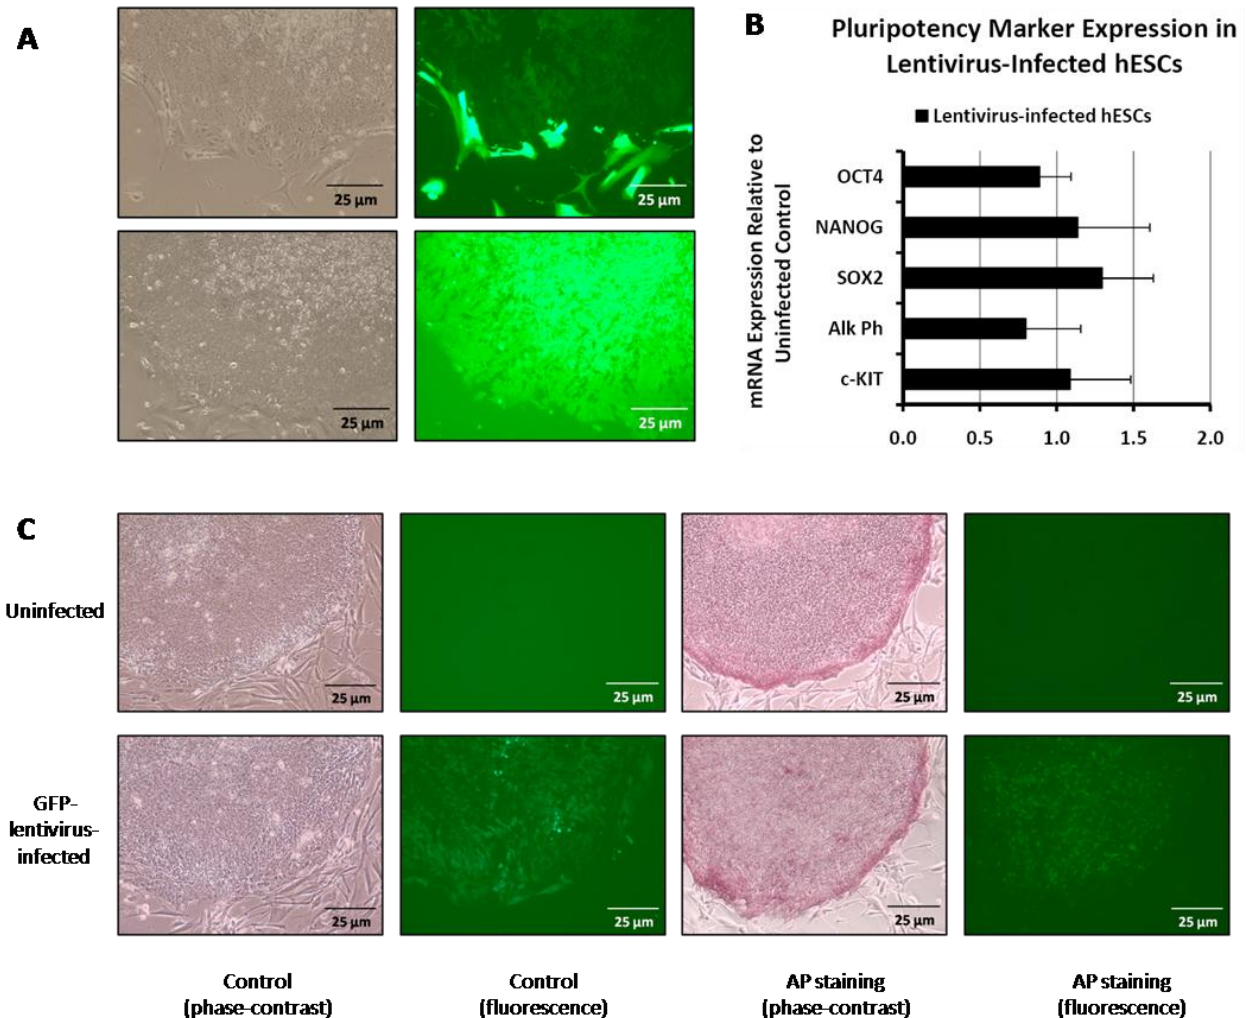 A
25 µm
25 µm
25 µm
25 µm
B
Pluripotency Marker Expression in
Lentivirus-Infected hESCs
Lentivirus-infected hESCs
mRNA Expression Relative to
Uninfected Control
OCT4
NANOG
SOX2
Alk Ph
c-KIT
0.0 0.5 1.0 1.5 2.0
C
Uninfected
25 µm
25 µm
25 µm
25 µm
GFP-
lentivirus-
infected
25 µm
25 µm
25 µm
25 µm
Control
(phase-contrast)
Control
(fluorescence)
AP staining
(phase-contrast)
AP staining
(fluorescence)